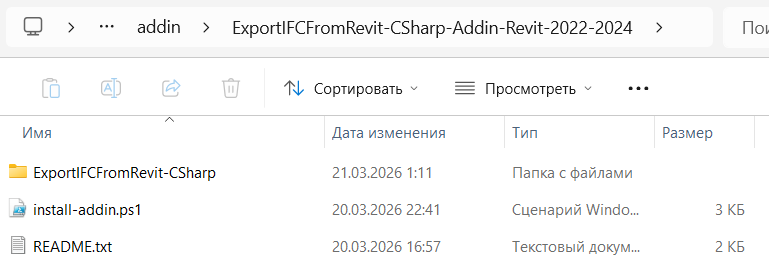 addin ExportIFCFromRevit-CSharp-Addin-Revit-2022-2024 Пои
Сортировать Просмотреть
Имя Дата изменения Тип Размер
ExportIFCFromRevit-CSharp 21.03.2026 1:11 Папка с файлами
install-addin.ps1 20.03.2026 22:41 Сценарий Windo... 3 КБ
README.txt 20.03.2026 16:57 Текстовый докум... 2 КБ